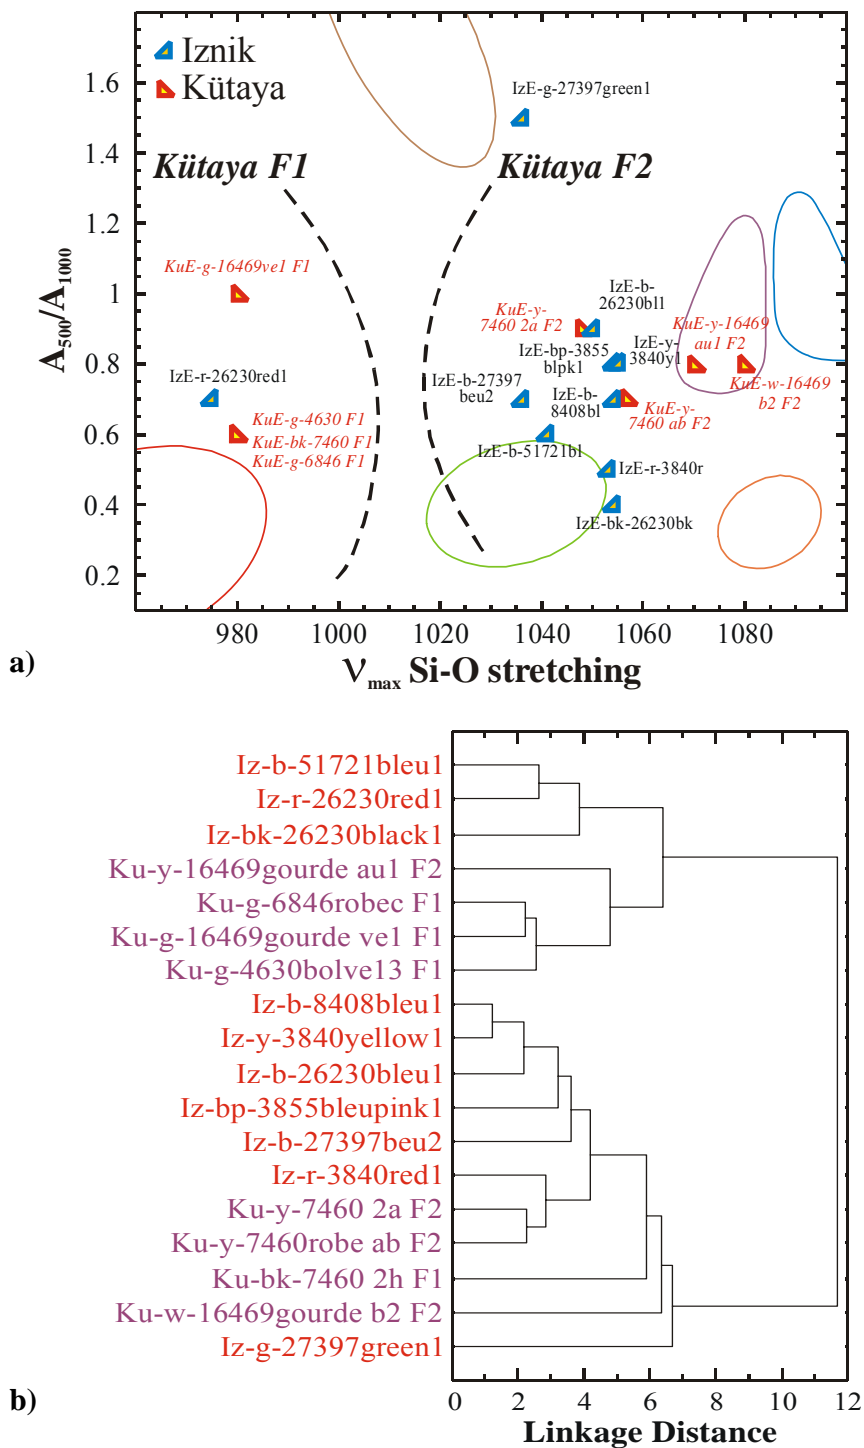 Iznik
Kütaya
1.6
1.4
1.2
1
0.8
0.6
0.4
0.2
A500/A1000
IzE-g-27397green1
Kütaya F1
Kütaya F2
KuE-g-16469ve1 F1
IzE-b-
26230bl1
KuE-y-
7460 2a F2
KuE-y-16469
au1 F2
IzE-bp-3855
blpk1
IzE-y-
3840y1
IzE-r-26230red1
IzE-b-27397
beu2
IzE-b-
8408bl
KuE-w-16469
b2 F2
KuE-y-
7460 ab F2
KuE-g-4630 F1
KuE-bk-7460 F1
KuE-g-6846 F1
IzE-b-51721bl
IzE-r-3840r
IzE-bk-26230bk
980 1000 1020 1040 1060 1080
a)
νmax Si-O stretching
Iz-b-51721bleu1
Iz-r-26230red1
Iz-bk-26230black1
Ku-y-16469gourde au1 F2
Ku-g-6846robec F1
Ku-g-16469gourde ve1 F1
Ku-g-4630bolve13 F1
Iz-b-8408bleu1
Iz-y-3840yellow1
Iz-b-26230bleu1
Iz-bp-3855bleupink1
Iz-b-27397beu2
Iz-r-3840red1
Ku-y-7460 2a F2
Ku-y-7460robe ab F2
Ku-bk-7460 2h F1
Ku-w-16469gourde b2 F2
Iz-g-27397green1
0 2 4 6 8 10 12
b)
Linkage Distance